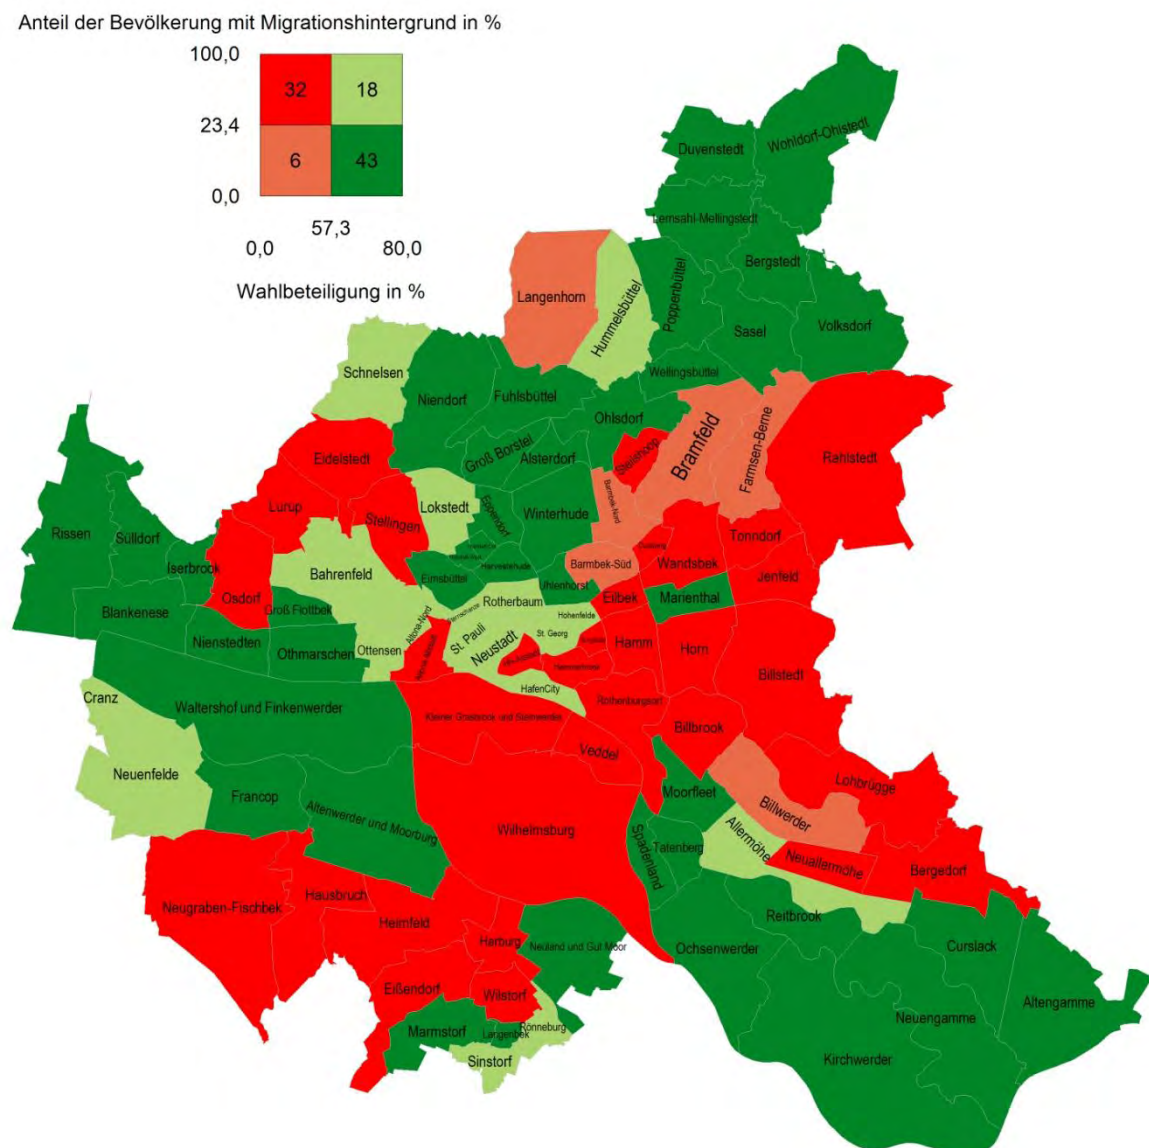 Anteil der Bevölkerung mit Migrationshintergrund in %
100,0
32
18
23,4
6
43
0,0
57,3
0,0
80,0
Wahlbeteiligung in %
Wohldorf-Ohlstedt
Duvenstedt
Lemsahl-Mellingstedt
Bergstedt
Langenhorn
Hummelsbüttel
Poppenbüttel
Sasel
Volksdorf
Schnelsen
Wellingsbüttel
Niendorf
Fuhlsbüttel
Ohlsdorf
Groß Borstel
Alsterdorf
Steilshoop
Bramfeld
Farmsen-Berne
Rahlstedt
Eidelstedt
Lurup
Stellingen
Lokstedt
Eppendorf
Winterhude
Barmbek-Nord
Rissen
Sülldorf
Iserbrook
Osdorf
Bahrenfeld
Eimsbüttel
Harvestehude
Uhlenhorst
Barmbek-Süd
Dulsberg
Wandsbek
Tonndorf
Jenfeld
Marienthal
Eilbek
Blankenese
Groß Flottbek
Nienstedten
Othmarschen
Ottensen
Altona-Nord
Altona-Altstadt
Sternschanze
Rotherbaum
St. Pauli
Neustadt
Hohenfelde
St. Georg
Hamm
Horn
Billstedt
Hammerbrook
HafenCity
Rothenburgsort
Billbrook
Cranz
Waltershof und Finkenwerder
Kleiner Grasbrook und Steinwerder
Veddel
Neuenfelde
Francop
Altenwerder und Moorburg
Wilhelmsburg
Moorfleet
Billwerder
Lohbrügge
Spadenland
Tatenberg
Allermöhe
Neuallermöhe
Bergedorf
Neugraben-Fischbek
Hausbruch
Heimfeld
Harburg
Neuland und Gut Moor
Ochsenwerder
Reitbrook
Curslack
Altengamme
Eißendorf
Wilstorf
Marmstorf
Langenbek
Rönneburg
Sinstorf
Neuengamme
Kirchwerder